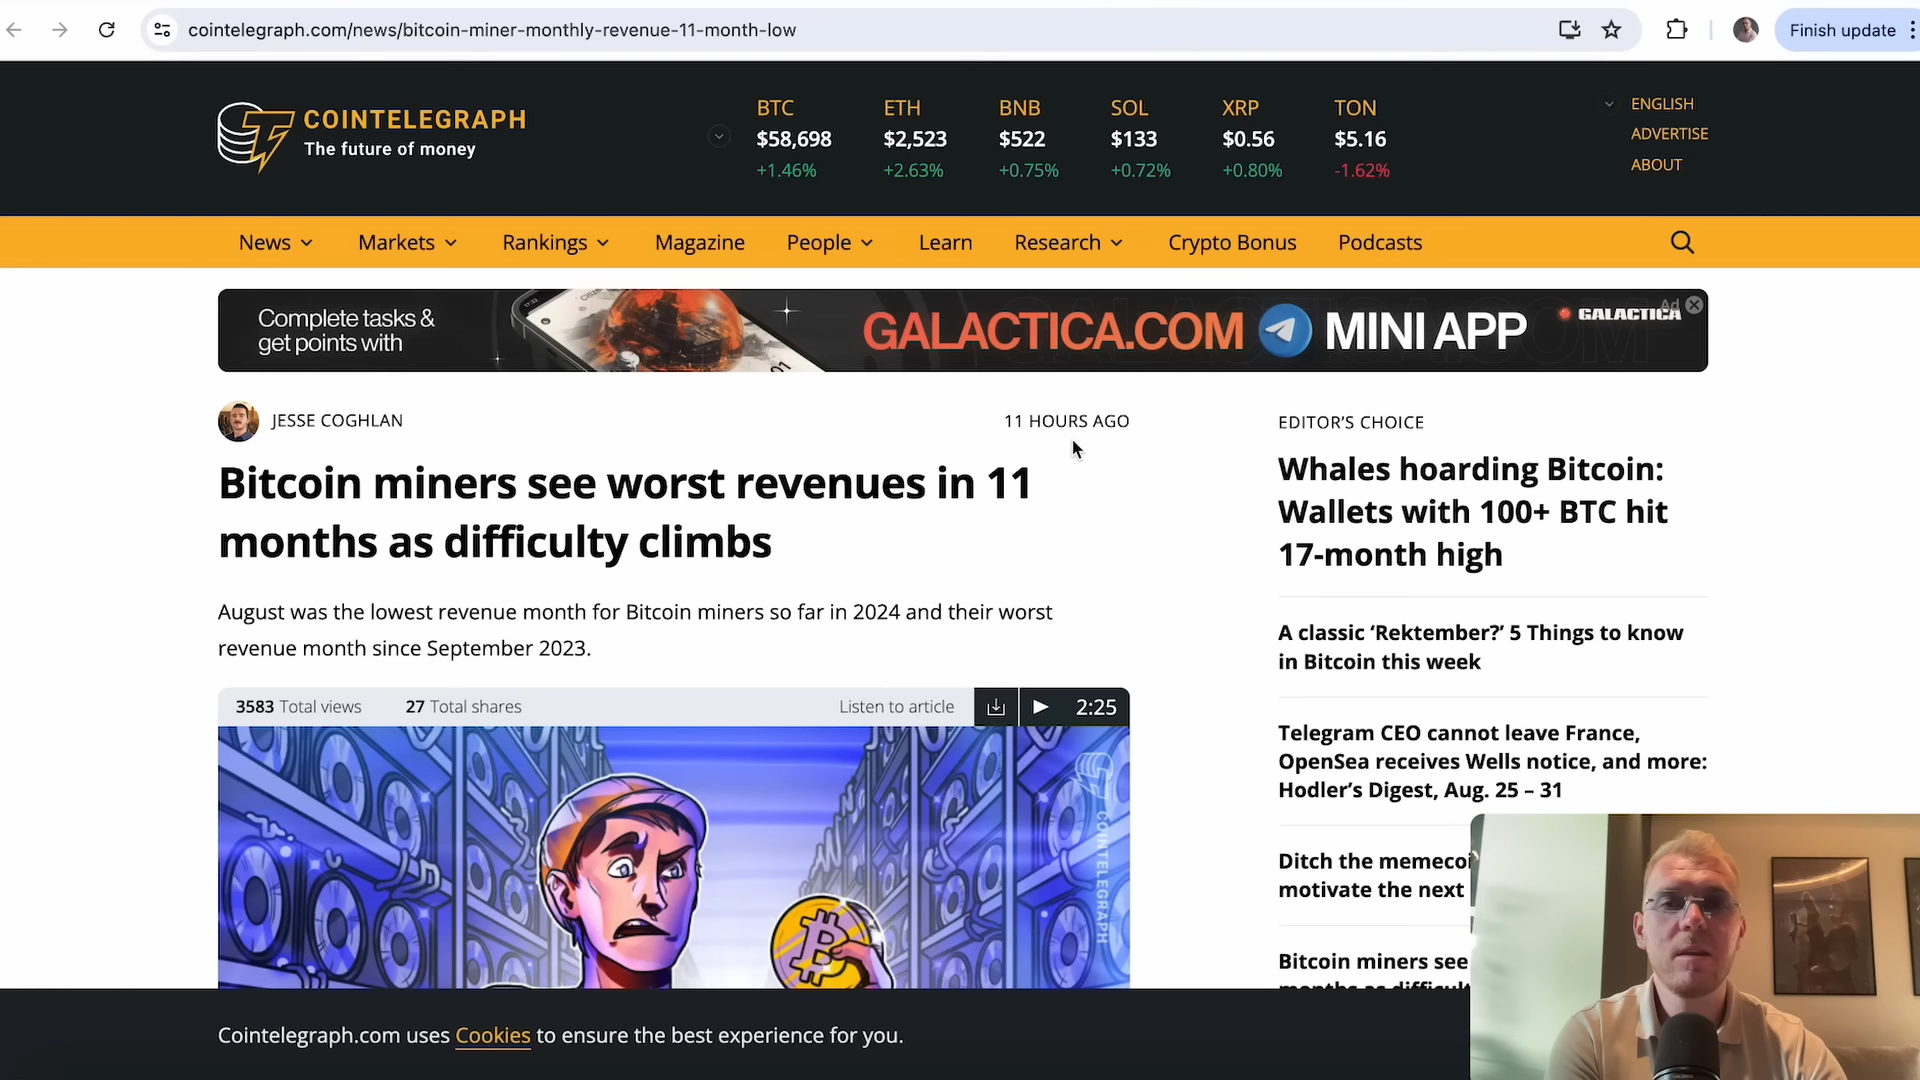 cointelegraph.com/news/bitcoin-miner-monthly-revenue-11-month-low
Finish update
COINTELEGRAPH
The future of money
BTC
$58,698
+1.46%
ETH
$2,523
+2.63%
BNB
$522
+0.75%
SOL
$133
+0.72%
XRP
$0.56
+0.80%
TON
$5.16
-1.62%
ENGLISH
ADVERTISE
ABOUT
News
Markets
Rankings
Magazine
People
Learn
Research
Crypto Bonus
Podcasts
Complete tasks &
get points with
GALACTICA.COM MINI APP
GALACTICA
Ad
JESSE COGHLAN
11 HOURS AGO
Bitcoin miners see worst revenues in 11
months as difficulty climbs
August was the lowest revenue month for Bitcoin miners so far in 2024 and their worst
revenue month since September 2023.
3583 Total views
27 Total shares
Listen to article
2:25
COINTELEGRAPH
EDITOR'S CHOICE
Whales hoarding Bitcoin:
Wallets with 100+ BTC hit
17-month high
A classic ‘Rektember?’ 5 Things to know
in Bitcoin this week
Telegram CEO cannot leave France,
OpenSea receives Wells notice, and more:
Hodler’s Digest, Aug. 25 – 31
Ditch the memecoi
motivate the next
Bitcoin miners see
months as difficult
Cointelegraph.com uses Cookies to ensure the best experience for you.